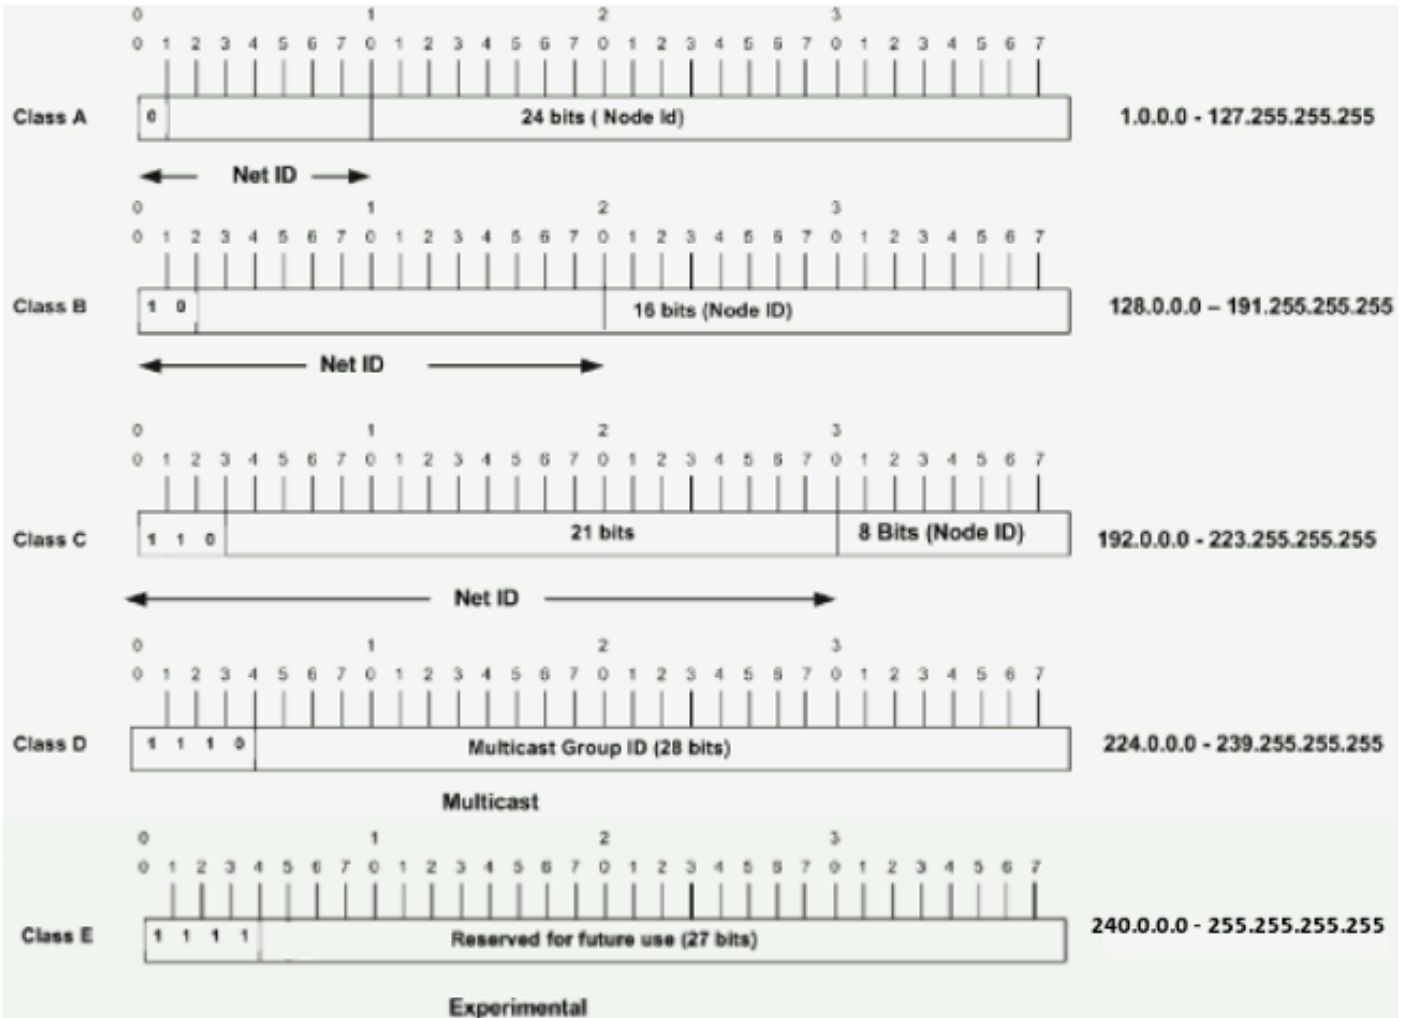 0 1 2 3
0 1 2 3 4 5 6 7 0 1 2 3 4 5 6 7 0 1 2 3 4 5 6 7 0 1 2 3 4 5 6 7
Class A 0 24 bits ( Node Id) 1.0.0.0 - 127.255.255.255
Net ID
0 1 2 3
0 1 2 3 4 5 6 7 0 1 2 3 4 5 6 7 0 1 2 3 4 5 6 7 0 1 2 3 4 5 6 7
Class B 1 0 16 bits (Node ID) 128.0.0.0 – 191.255.255.255
Net ID
0 1 2 3
0 1 2 3 4 5 6 7 0 1 2 3 4 5 6 7 0 1 2 3 4 5 6 7 0 1 2 3 4 5 6 7
Class C 1 1 0 21 bits 8 Bits (Node ID) 192.0.0.0 - 223.255.255.255
Net ID
0 1 2 3
0 1 2 3 4 5 6 7 0 1 2 3 4 5 6 7 0 1 2 3 4 5 6 7 0 1 2 3 4 5 6 7
Class D 1 1 1 0 Multicast Group ID (28 bits) 224.0.0.0 - 239.255.255.255
Multicast
0 1 2 3
0 1 2 3 4 5 6 7 0 1 2 3 4 5 6 7 0 1 2 3 4 5 6 7 0 1 2 3 4 5 6 7
Class E 1 1 1 1 Reserved for future use (27 bits) 240.0.0.0 - 255.255.255.255
Experimental